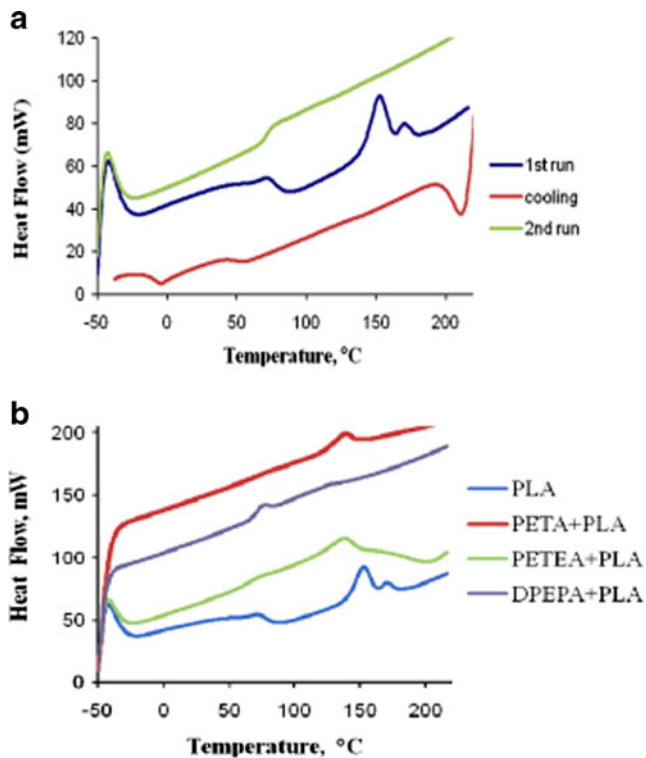 a
120
100
80
60
40
20
0
-50 0 50 100 150 200
Heat Flow (mW)
Temperature, °C
1st run
cooling
2nd run
b
200
150
100
50
0
-50 0 50 100 150 200
Heat Flow, mW
Temperature, °C
PLA
PETA+PLA
PETEA+PLA
DPEPA+PLA